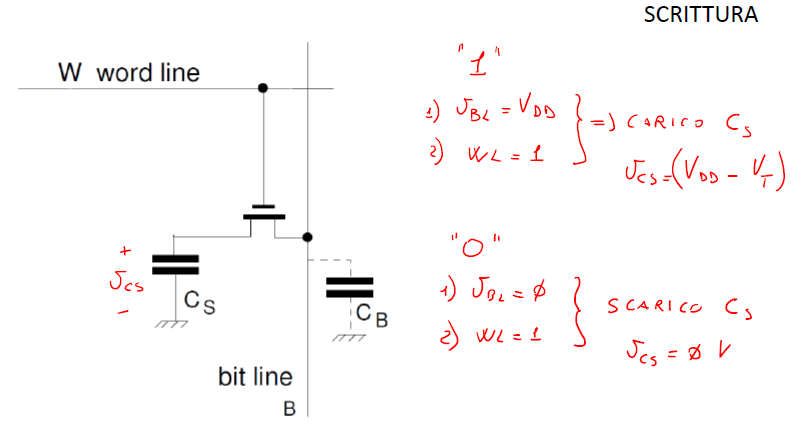 SCRITTURA
W word line
"1"
1) V_BL = V_DD
2) WL = 1
} => CARICO C_S
V_CS = (V_DD - V_T)
+
V_CS
-
C_S
C_B
"0"
1) V_BL = ∅
2) WL = 1
} SCARICO C_S
V_CS = ∅ V
bit line
B